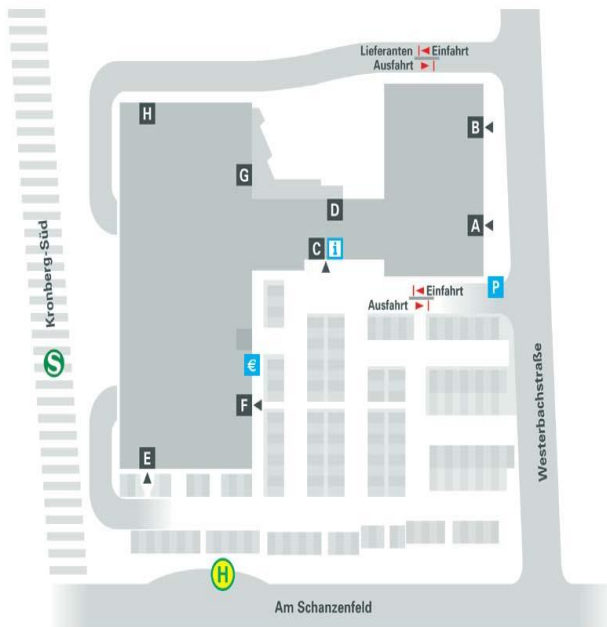 Lieferanten Einfahrt
Ausfahrt
H
B
G
D
A
C i
Einfahrt
P
Ausfahrt
Kronberg-Süd
S
€
F
E
Westerbachstraße
H
Am Schanzenfeld